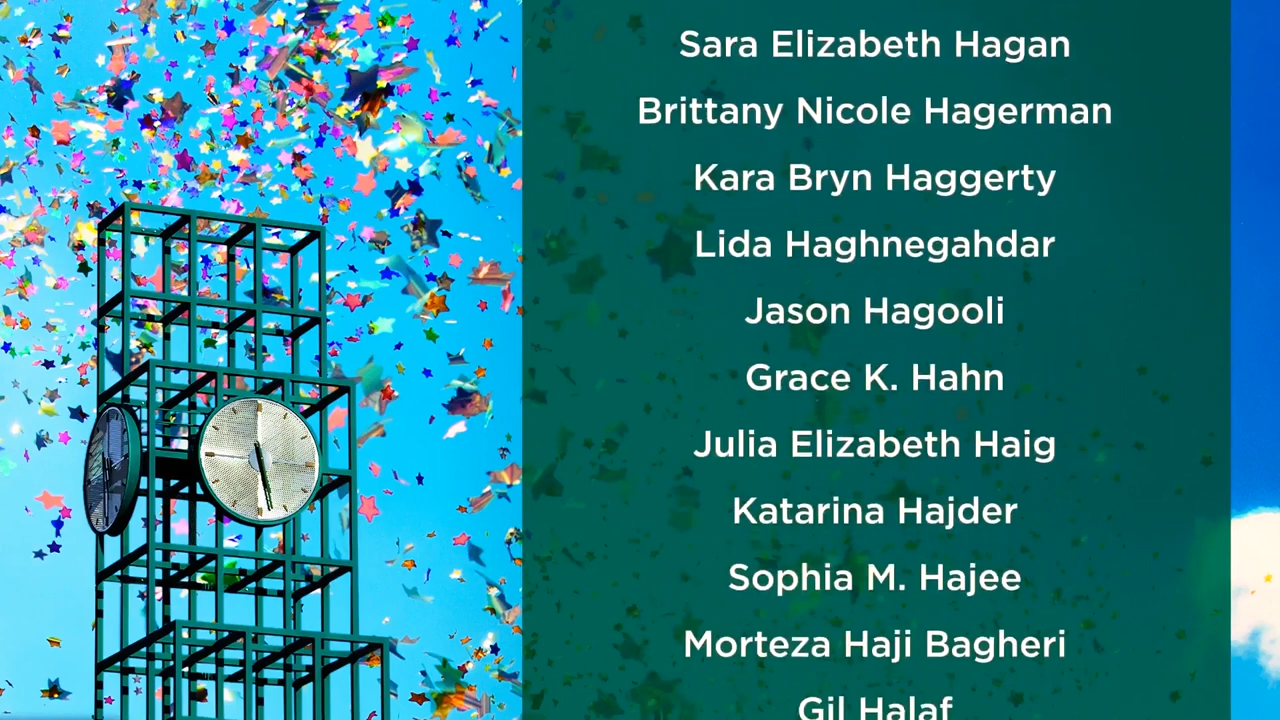 Sara Elizabeth Hagan
Brittany Nicole Hagerman
Kara Bryn Haggerty
Lida Haghnegahdar
Jason Hagooli
Grace K. Hahn
Julia Elizabeth Haig
Katarina Hajder
Sophia M. Hajee
Morteza Haji Bagheri
Gil Halaf